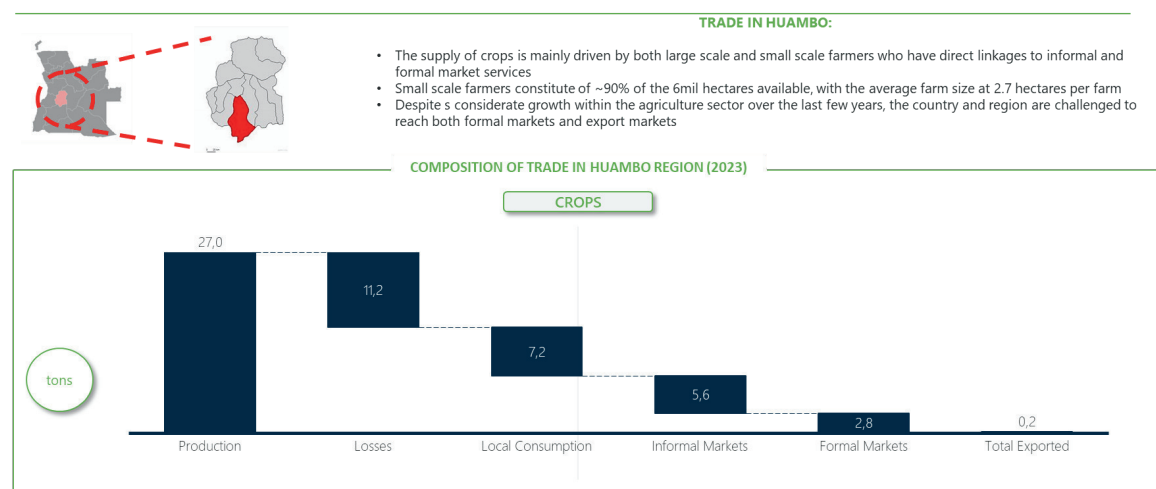 TRADE IN HUAMBO:
• The supply of crops is mainly driven by both large scale and small scale farmers who have direct linkages to informal and
formal market services
• Small scale farmers constitute of ~90% of the 6mil hectares available, with the average farm size at 2.7 hectares per farm
• Despite s considerate growth within the agriculture sector over the last few years, the country and region are challenged to
reach both formal markets and export markets
COMPOSITION OF TRADE IN HUAMBO REGION (2023)
CROPS
27,0
11,2
7,2
5,6
2,8
0,2
tons
Production Losses Local Consumption Informal Markets Formal Markets Total Exported